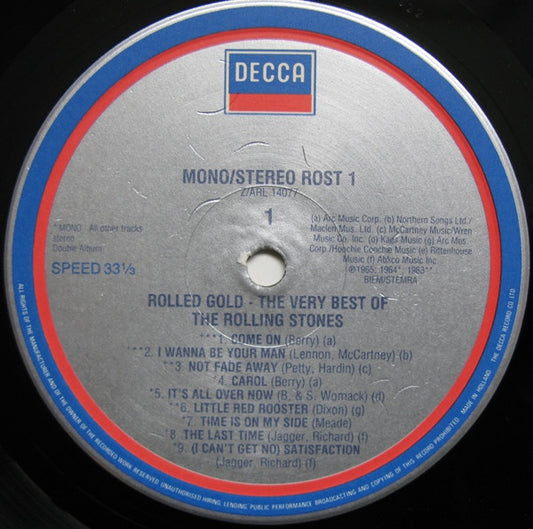 DECCA
MONO/STEREO ROST 1
Z/ARL 14077
1
* MONO : All other tracks
stereo
Double Album
SPEED 33⅓
(a) Arc Music Corp. (b) Northern Songs Ltd./
Maclen Mus. Ltd. (c) McCartney Music/Wren
Music Co. Inc. (d) Kags Music (g) Arc Mus.
Corp./Hoochie Coochie Music (e) Rittenhouse
Music (f) Abkco Music Inc.
℗1965; 1964*, 1963**
BIEM/STEMRA
ROLLED GOLD - THE VERY BEST OF
THE ROLLING STONES
***1. COME ON (Berry) (a)
***2. I WANNA BE YOUR MAN (Lennon, McCartney) (b)
**3. NOT FADE AWAY (Petty, Hardin) (c)
*4. CAROL (Berry) (a)
*5. IT'S ALL OVER NOW (B. & S. Womack) (d)
**6. LITTLE RED ROOSTER (Dixon) (g)
*7. TIME IS ON MY SIDE (Meade)
*8. THE LAST TIME (Jagger, Richard) (f)
*9. (I CAN'T GET NO) SATISFACTION
(Jagger, Richard) (f)
ALL RIGHTS OF THE MANUFACTURER AND OF THE OWNER OF THE RECORDED WORK RESERVED UNAUTHORISED HIRING, LENDING PUBLIC PERFORMANCE BROADCASTING AND COPYING OF THIS RECORD PROHIBITED. MADE IN HOLLAND THE DECCA RECORD CO LTD